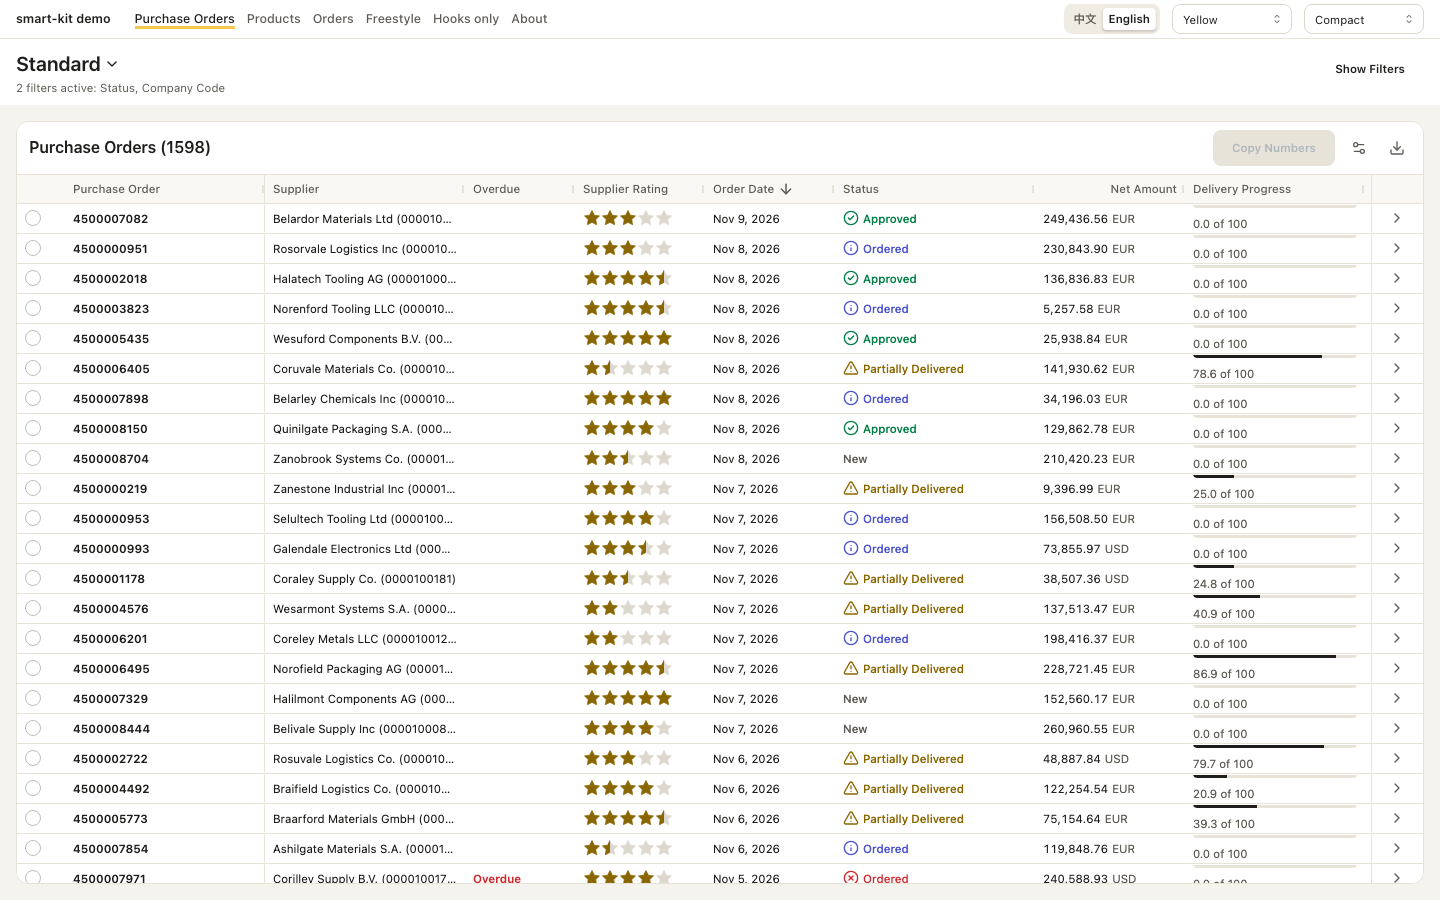 smart-kit demo Purchase Orders Products Orders Freestyle Hooks only About 中文 English Yellow Compact
Standard
Show Filters
2 filters active: Status, Company Code
Purchase Orders (1598) Copy Numbers
Purchase Order Supplier Overdue Supplier Rating Order Date Status Net Amount Delivery Progress
4500007082 Belardor Materials Ltd (000010... Nov 9, 2026 Approved 249,436.56 EUR 0.0 of 100
4500000951 Rosorvale Logistics Inc (000010... Nov 8, 2026 Ordered 230,843.90 EUR 0.0 of 100
4500002018 Halatech Tooling AG (00001000... Nov 8, 2026 Approved 136,836.83 EUR 0.0 of 100
4500003823 Norenford Tooling LLC (000010... Nov 8, 2026 Ordered 5,257.58 EUR 0.0 of 100
4500005435 Wesuford Components B.V. (00... Nov 8, 2026 Approved 25,938.84 EUR 0.0 of 100
4500006405 Coruvale Materials Co. (000010... Nov 8, 2026 Partially Delivered 141,930.62 EUR 78.6 of 100
4500007898 Belarley Chemicals Inc (000010... Nov 8, 2026 Ordered 34,196.03 EUR 0.0 of 100
4500008150 Quinilgate Packaging S.A. (000... Nov 8, 2026 Approved 129,862.78 EUR 0.0 of 100
4500008704 Zanobrook Systems Co. (00001... Nov 8, 2026 New 210,420.23 EUR 0.0 of 100
4500000219 Zanestone Industrial Inc (00001... Nov 7, 2026 Partially Delivered 9,396.99 EUR 25.0 of 100
4500000953 Selultech Tooling Ltd (0000100... Nov 7, 2026 Ordered 156,508.50 EUR 0.0 of 100
4500000993 Galendale Electronics Ltd (000... Nov 7, 2026 Ordered 73,855.97 USD 0.0 of 100
4500001178 Coraley Supply Co. (0000100181) Nov 7, 2026 Partially Delivered 38,507.36 USD 24.8 of 100
4500004576 Wesarmont Systems S.A. (0000... Nov 7, 2026 Partially Delivered 137,513.47 EUR 40.9 of 100
4500006201 Coreley Metals LLC (000010012... Nov 7, 2026 Ordered 198,416.37 EUR 0.0 of 100
4500006495 Norofield Packaging AG (00001... Nov 7, 2026 Partially Delivered 228,721.45 EUR 86.9 of 100
4500007329 Halilmont Components AG (000... Nov 7, 2026 New 152,560.17 EUR 0.0 of 100
4500008444 Belivale Supply Inc (000010008... Nov 7, 2026 New 260,960.55 EUR 0.0 of 100
4500002722 Rosuvale Logistics Co. (000010... Nov 6, 2026 Partially Delivered 48,887.84 USD 79.7 of 100
4500004492 Braifield Logistics Co. (000010... Nov 6, 2026 Partially Delivered 122,254.54 EUR 20.9 of 100
4500005773 Braarford Materials GmbH (000... Nov 6, 2026 Partially Delivered 75,154.64 EUR 39.3 of 100
4500007854 Ashilgate Materials S.A. (00001... Nov 6, 2026 Ordered 119,848.76 EUR 0.0 of 100
4500007971 Corilley Supply B.V. (000010017... Overdue Nov 5, 2026 Ordered 240,588.93 USD 0.0 of 100